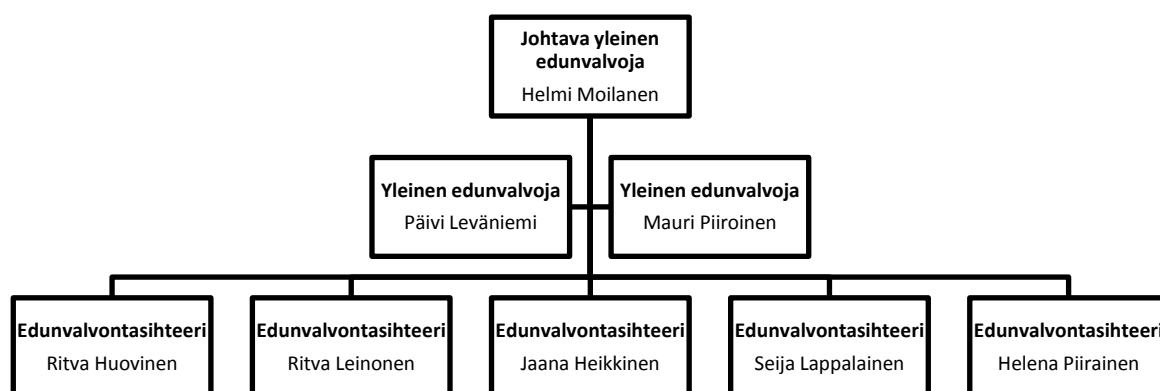 Johtava yleinen
edunvalvoja
Helmi Moilanen
Yleinen edunvalvoja
Päivi Leväniemi
Yleinen edunvalvoja
Mauri Piiroinen
Edunvalvontasihteeri
Ritva Huovinen
Edunvalvontasihteeri
Ritva Leinonen
Edunvalvontasihteeri
Jaana Heikkinen
Edunvalvontasihteeri
Seija Lappalainen
Edunvalvontasihteeri
Helena Piirainen